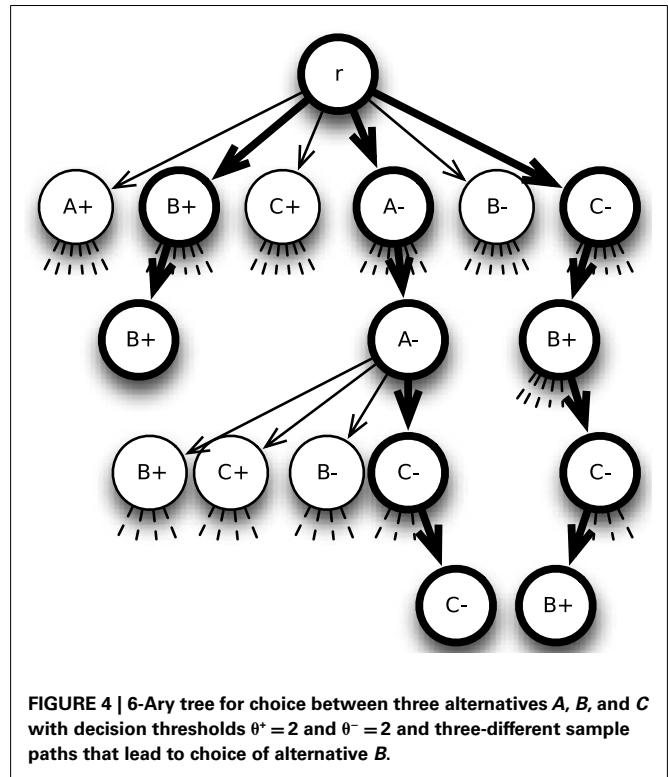 r
A+ B+ C+ A- B- C-
B+ A- B+
B+ C+ B- C- C-
C- B+
FIGURE 4 | 6-Ary tree for choice between three alternatives A, B, and C
with decision thresholds θ⁺ = 2 and θ⁻ = 2 and three-different sample
paths that lead to choice of alternative B.